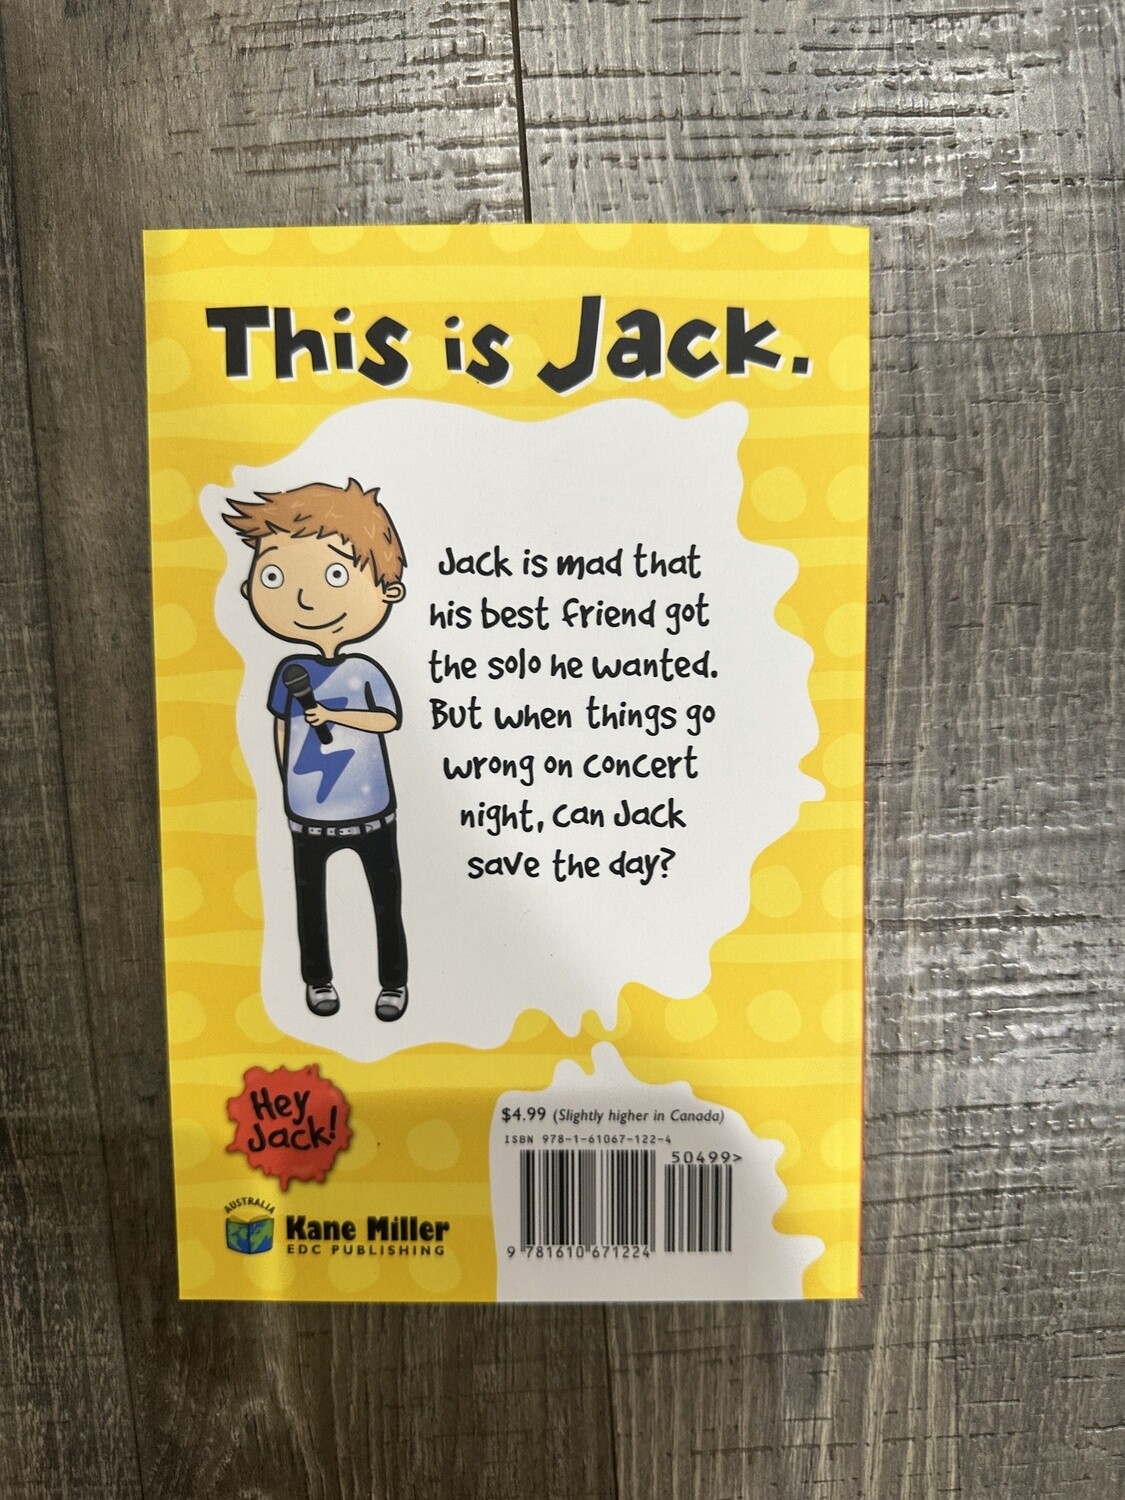 This is Jack.
Jack is mad that
his best friend got
the solo he wanted.
But when things go
wrong on concert
night, can Jack
save the day?
Hey
Jack!
AUSTRALIA
Kane Miller
EDC PUBLISHING
$4.99 (Slightly higher in Canada)
ISBN 978-1-61067-122-4
50499>
9 781610 671224